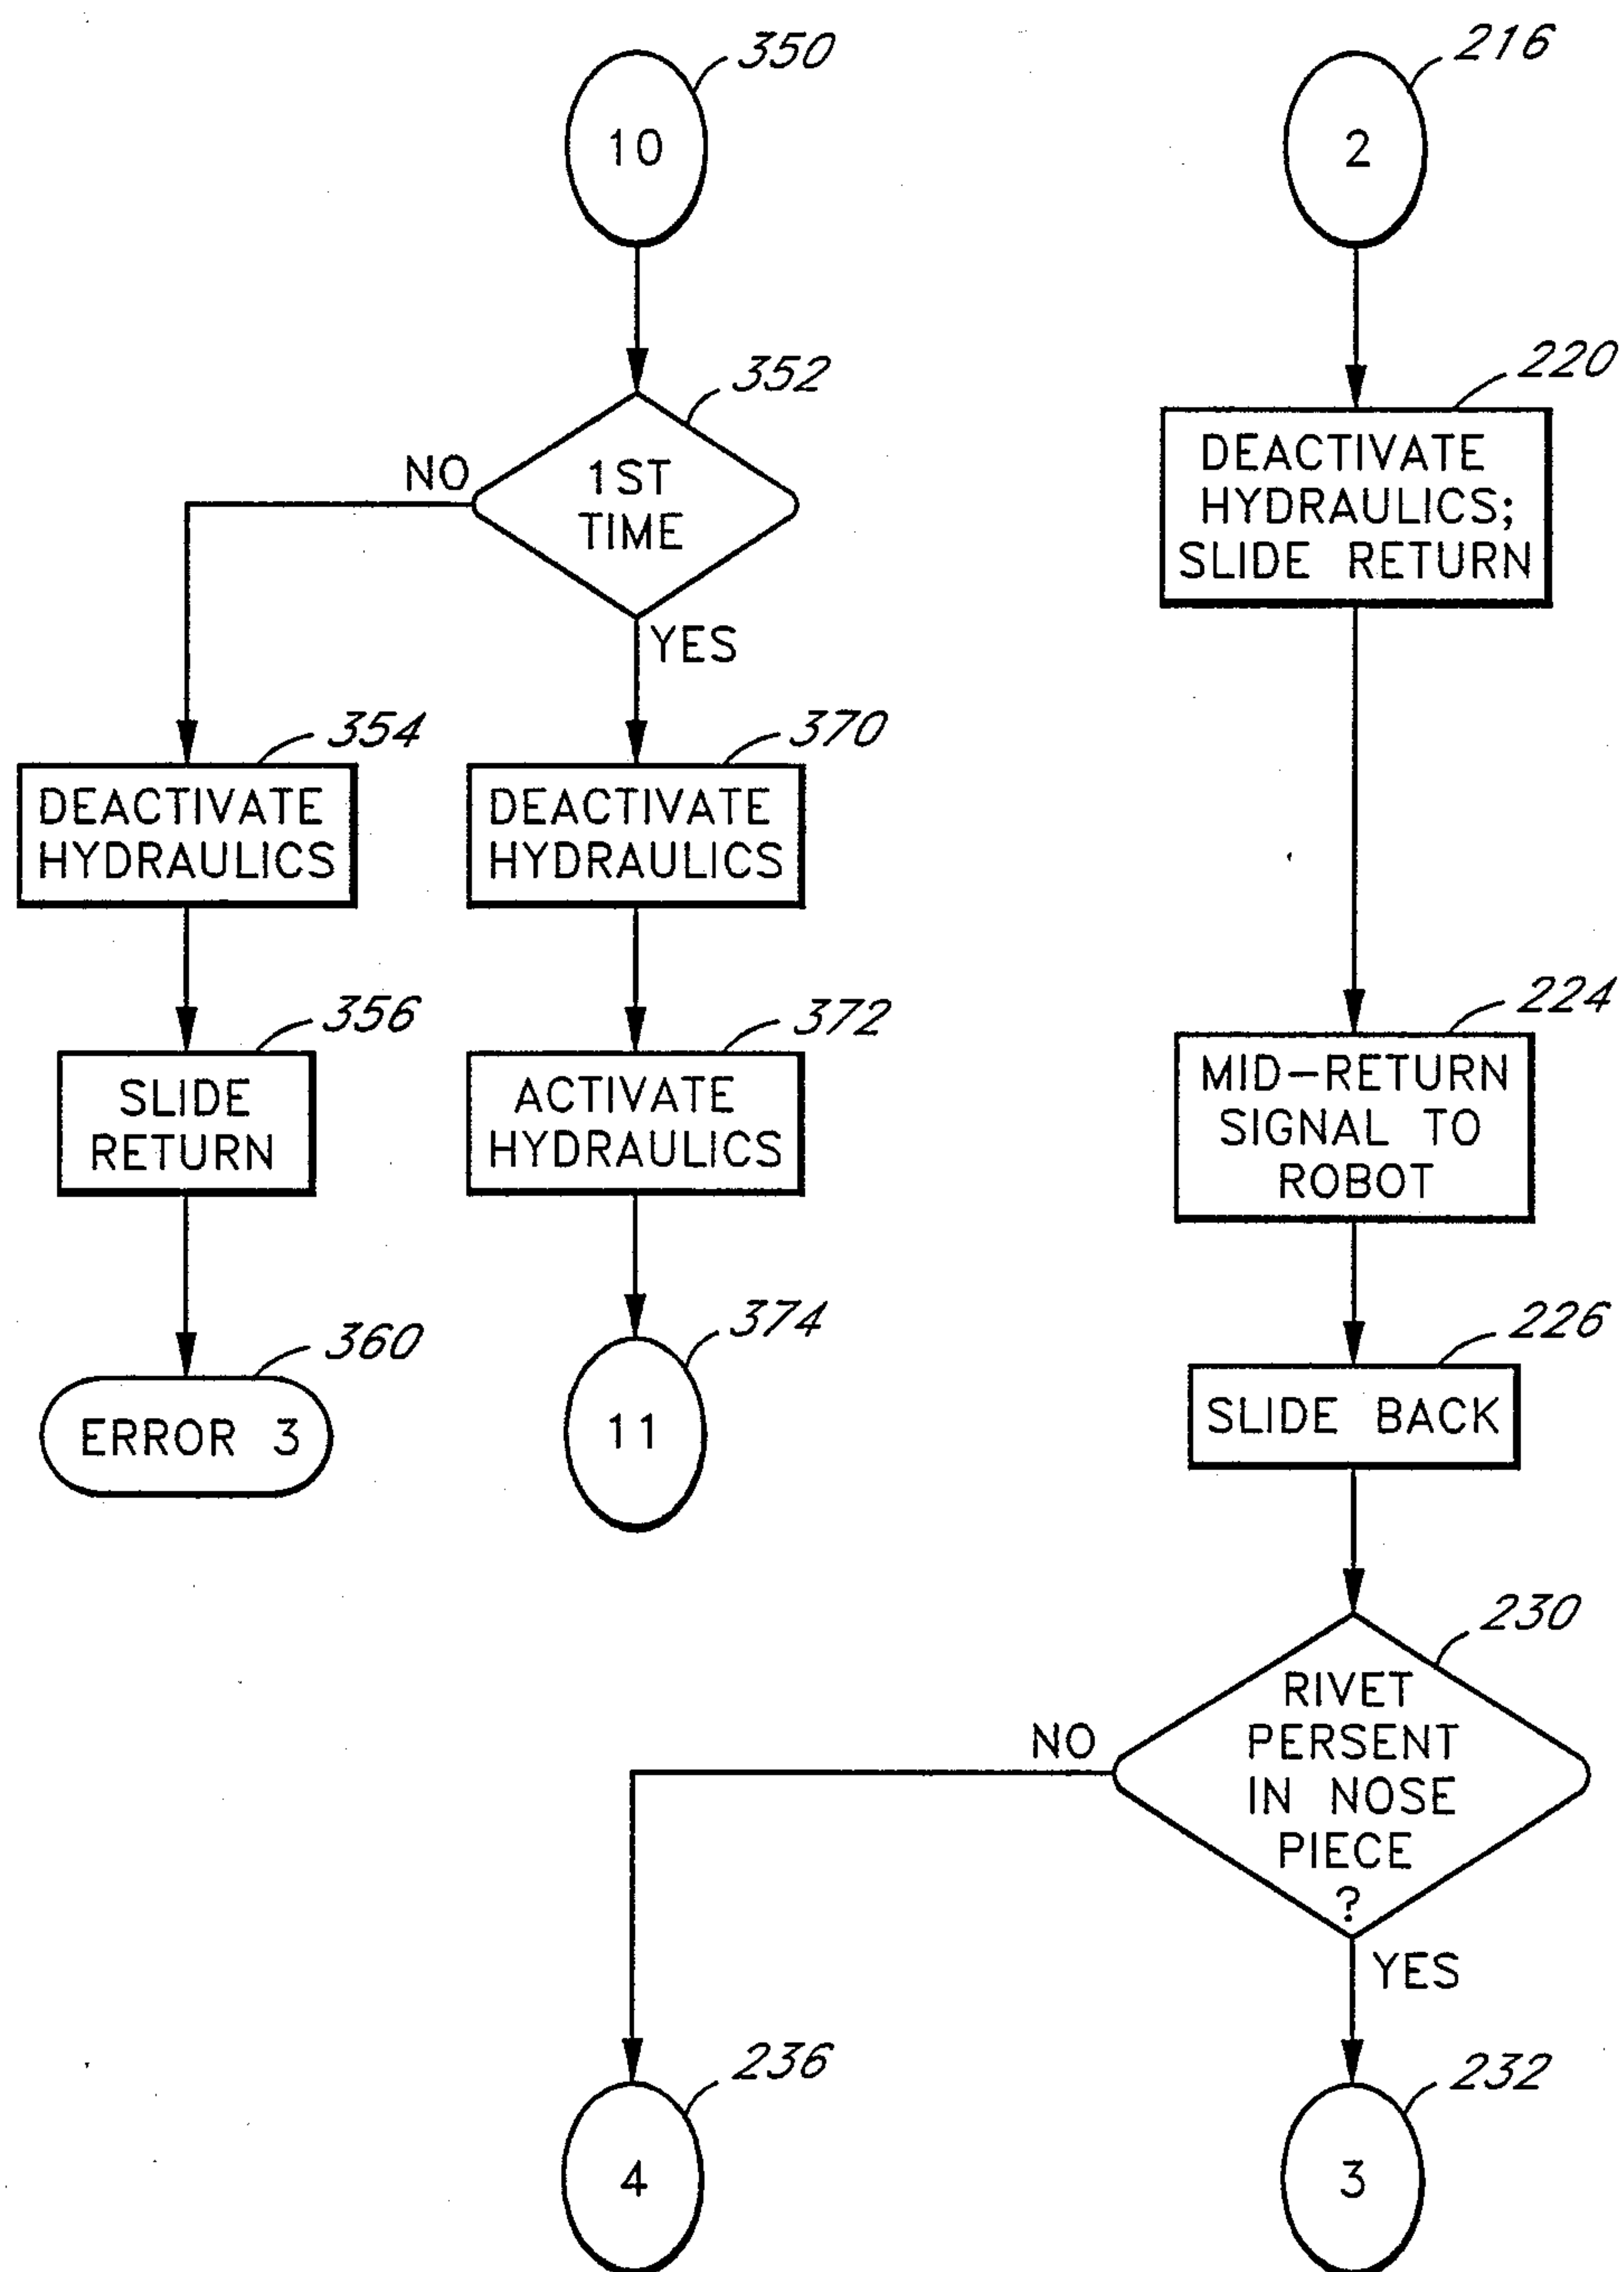 350
10
352
1ST
TIME
NO
YES
354
DEACTIVATE
HYDRAULICS
356
SLIDE
RETURN
360
ERROR 3
370
DEACTIVATE
HYDRAULICS
372
ACTIVATE
HYDRAULICS
374
11
216
2
220
DEACTIVATE
HYDRAULICS;
SLIDE RETURN
224
MID-RETURN
SIGNAL TO
ROBOT
226
SLIDE BACK
230
RIVET
PERSENT
IN NOSE
PIECE
?
NO
YES
236
4
232
3